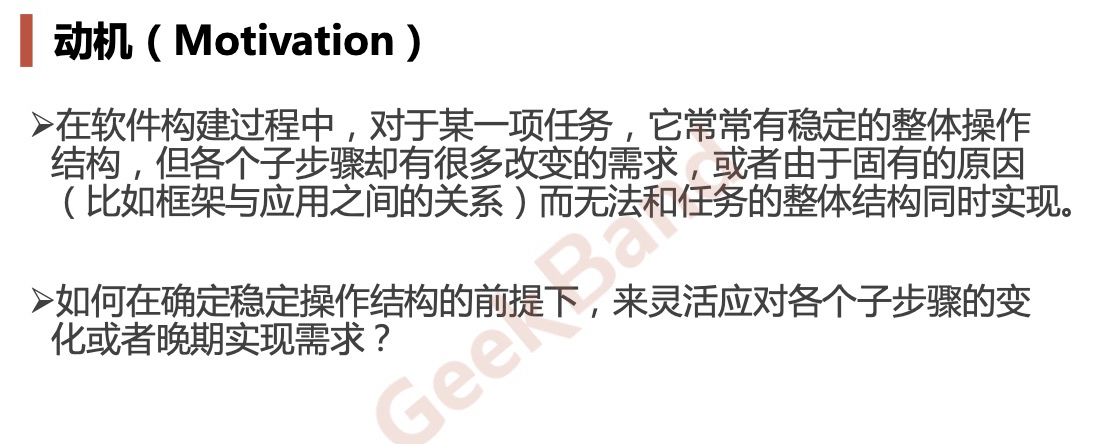 动机（Motivation）
➢在软件构建过程中，对于某一项任务，它常常有稳定的整体操作
结构，但各个子步骤却有很多改变的需求，或者由于固有的原因
（比如框架与应用之间的关系）而无法和任务的整体结构同时实现。
➢如何在确定稳定操作结构的前提下，来灵活应对各个子步骤的变
化或者晚期实现需求？
GeekBand